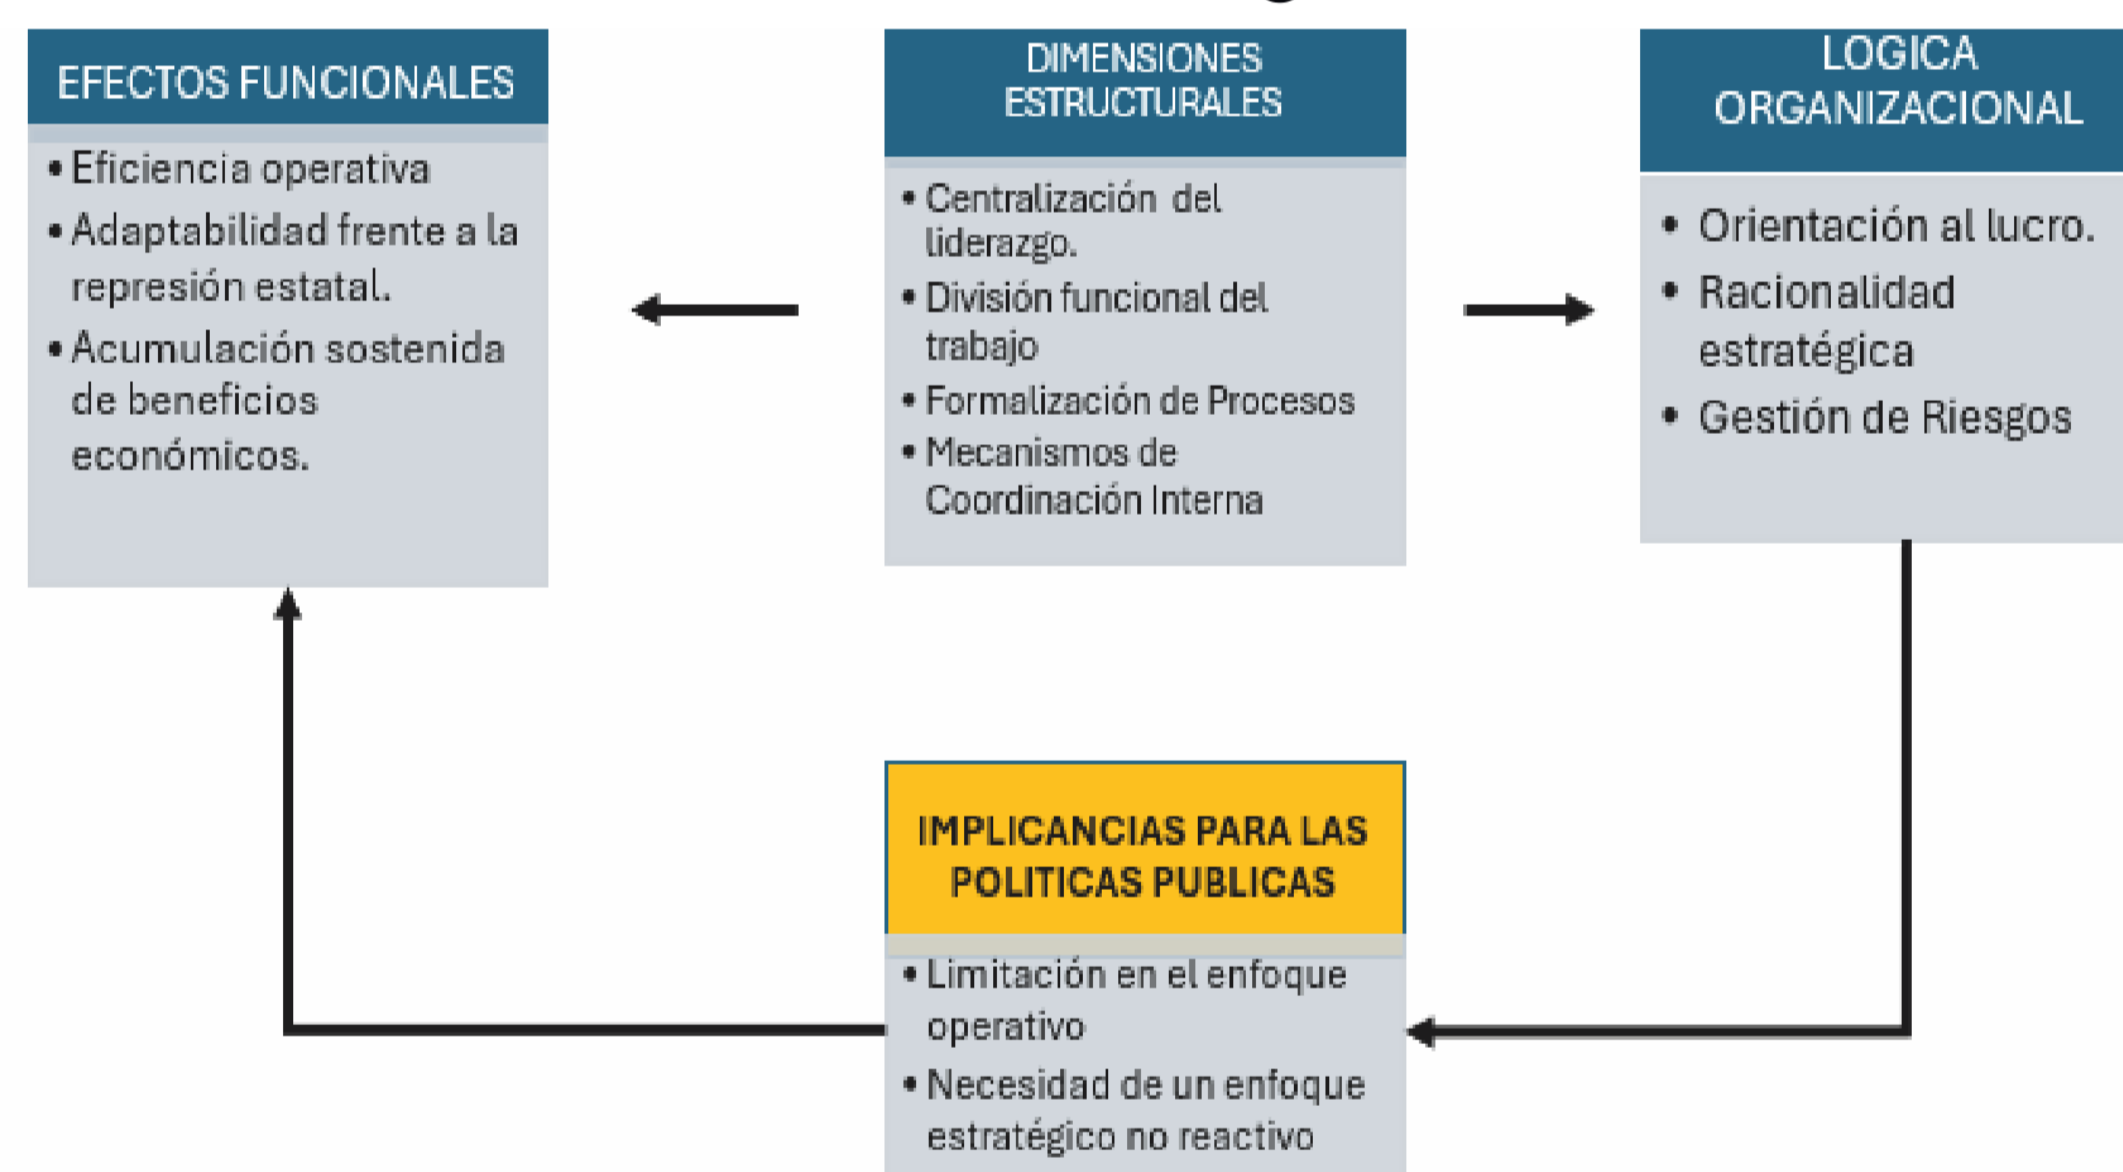 EFECTOS FUNCIONALES
• Eficiencia operativa
• Adaptabilidad frente a la
represión estatal.
• Acumulación sostenida
de beneficios
económicos.
DIMENSIONES
ESTRUCTURALES
• Centralización del
liderazgo.
• División funcional del
trabajo
• Formalización de Procesos
• Mecanismos de
Coordinación Interna
LOGICA
ORGANIZACIONAL
• Orientación al lucro.
• Racionalidad
estratégica
• Gestión de Riesgos
IMPLICANCIAS PARA LAS
POLITICAS PUBLICAS
• Limitación en el enfoque
operativo
• Necesidad de un enfoque
estratégico no reactivo